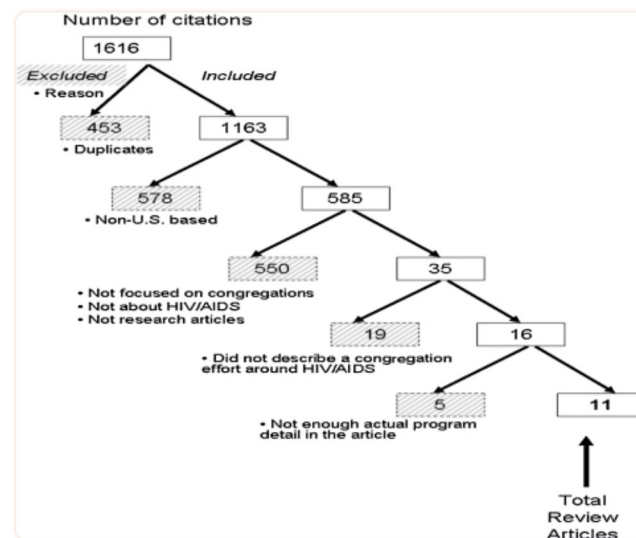 Number of citations
1616
Excluded
Included
• Reason
453
1163
• Duplicates
578
585
• Non-U.S. based
550
35
• Not focused on congregations
• Not about HIV/AIDS
• Not research articles
19
16
• Did not describe a congregation
effort around HIV/AIDS
5
11
• Not enough actual program
detail in the article
Total
Review
Articles